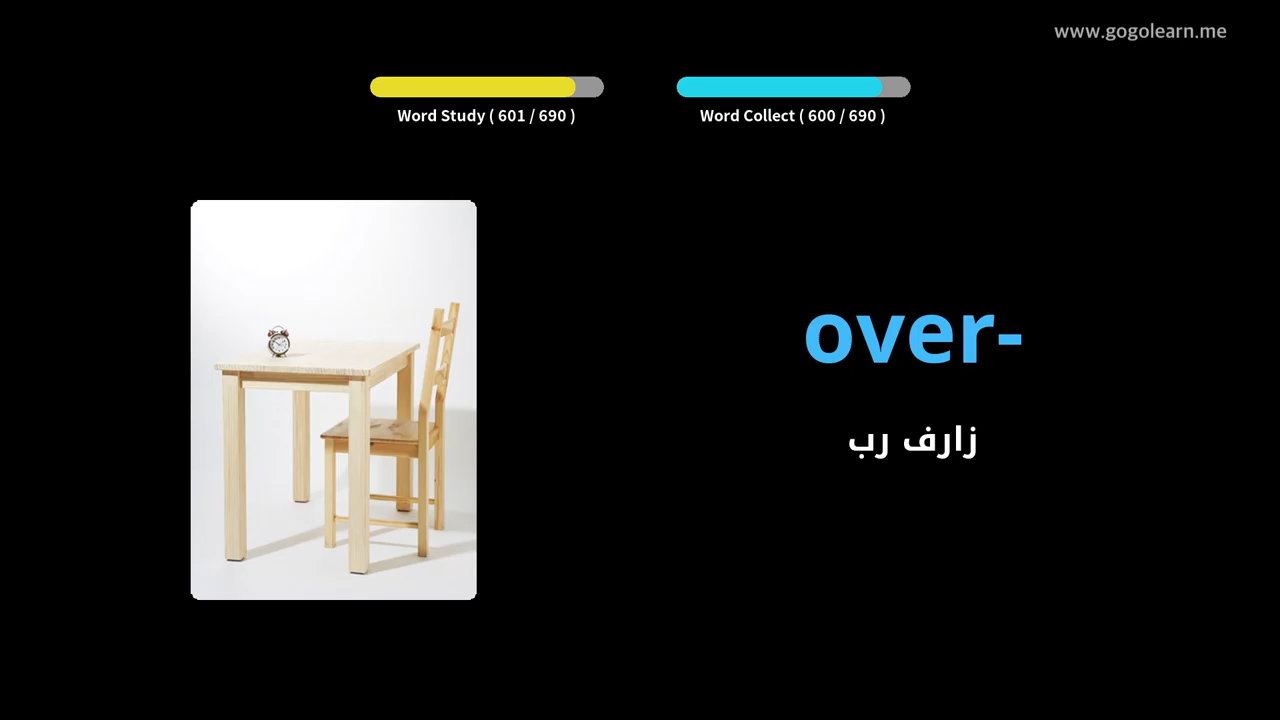 www.gogolearn.me
Word Study ( 601 / 690 )
Word Collect ( 600 / 690 )
over-
زارف رب